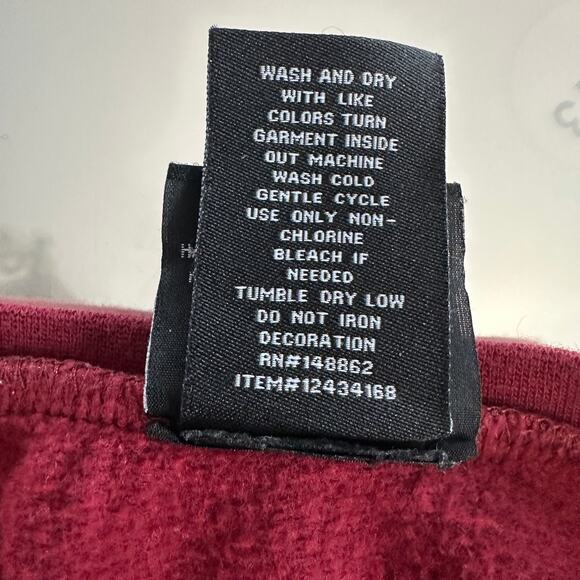 WASH AND DRY
WITH LIKE
COLORS TURN
GARMENT INSIDE
OUT MACHINE
WASH COLD
GENTLE CYCLE
USE ONLY NON-
CHLORINE
BLEACH IF
NEEDED
TUMBLE DRY LOW
DO NOT IRON
DECORATION
RN#148862
ITEM#12434168